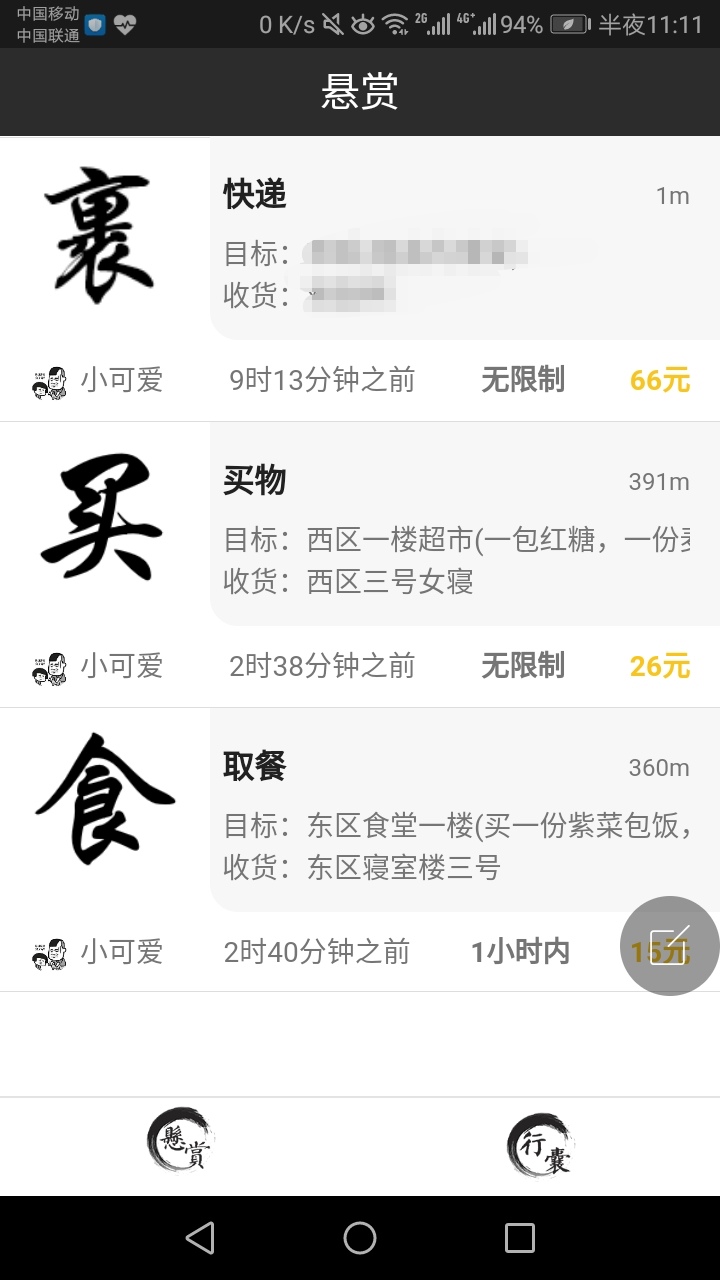 中国移动
中国联通
0 K/s 2G 4G+ 94% 半夜11:11
悬赏
裹
快递 1m
目标：
收货：
小可爱 9时13分钟之前 无限制 66元
买
买物 391m
目标：西区一楼超市(一包红糖，一份
收货：西区三号女寝
小可爱 2时38分钟之前 无限制 26元
食
取餐 360m
目标：东区食堂一楼(买一份紫菜包饭，
收货：东区寝室楼三号
小可爱 2时40分钟之前 1小时内 15元
懸賞 行囊